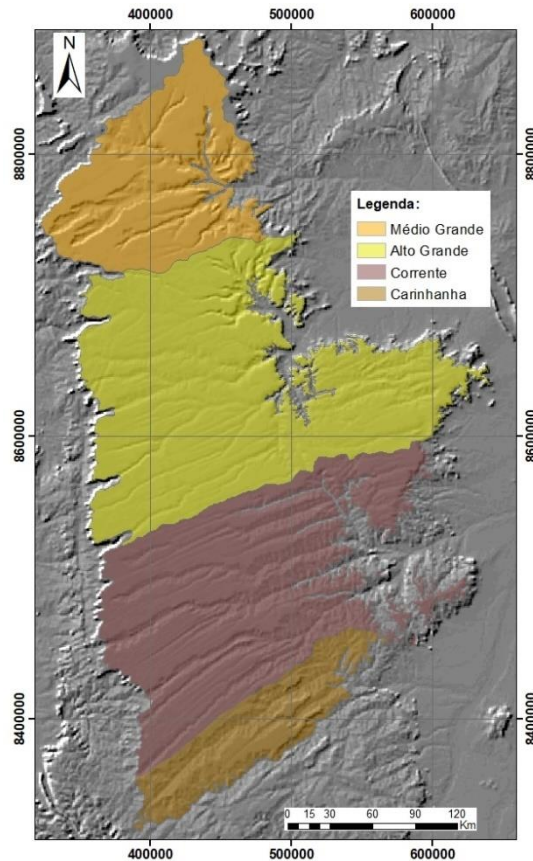 400000 500000 600000
N
8800000 8800000
Legenda:
Médio Grande
Alto Grande
Corrente
Carinhanha
8600000 8600000
8400000 8400000
0 15 30 60 90 120
Km
400000 500000 600000